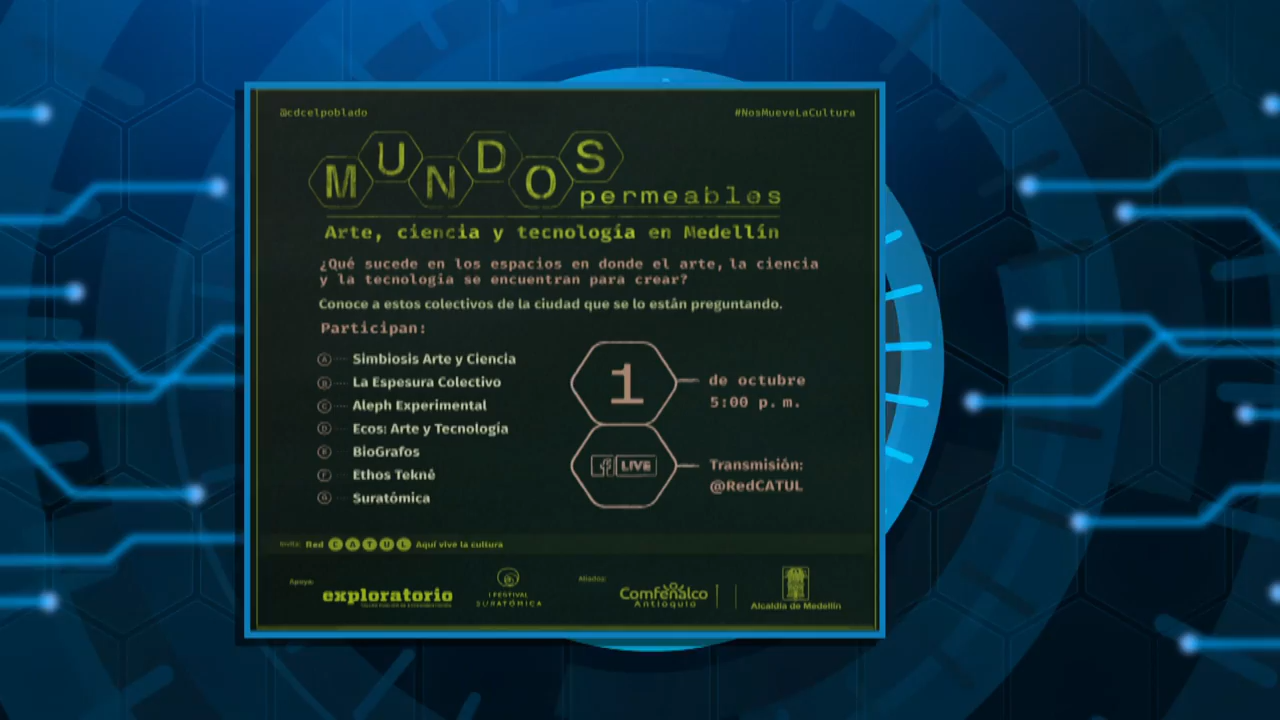 @cdcelpoblado
#NosMueveLaCultura
MUNDOS
permeables
Arte, ciencia y tecnología en Medellín
¿Qué sucede en los espacios en donde el arte, la ciencia
y la tecnología se encuentran para crear?
Conoce a estos colectivos de la ciudad que se lo están preguntando.
Participan:
A Simbiosis Arte y Ciencia
B La Espesura Colectivo
C Aleph Experimental
D Ecos: Arte y Tecnología
E BioGrafos
F Ethos Tekné
G Suratómica
1 de octubre
5:00 p.m.
f LIVE
Transmisión:
@RedCATUL
Invita: Red CATUL Aquí vive la cultura
Apoya:
exploratorio
I FESTIVAL
SURATÓMICA
Aliados:
Comfenalco
Antioquia
Alcaldía de Medellín